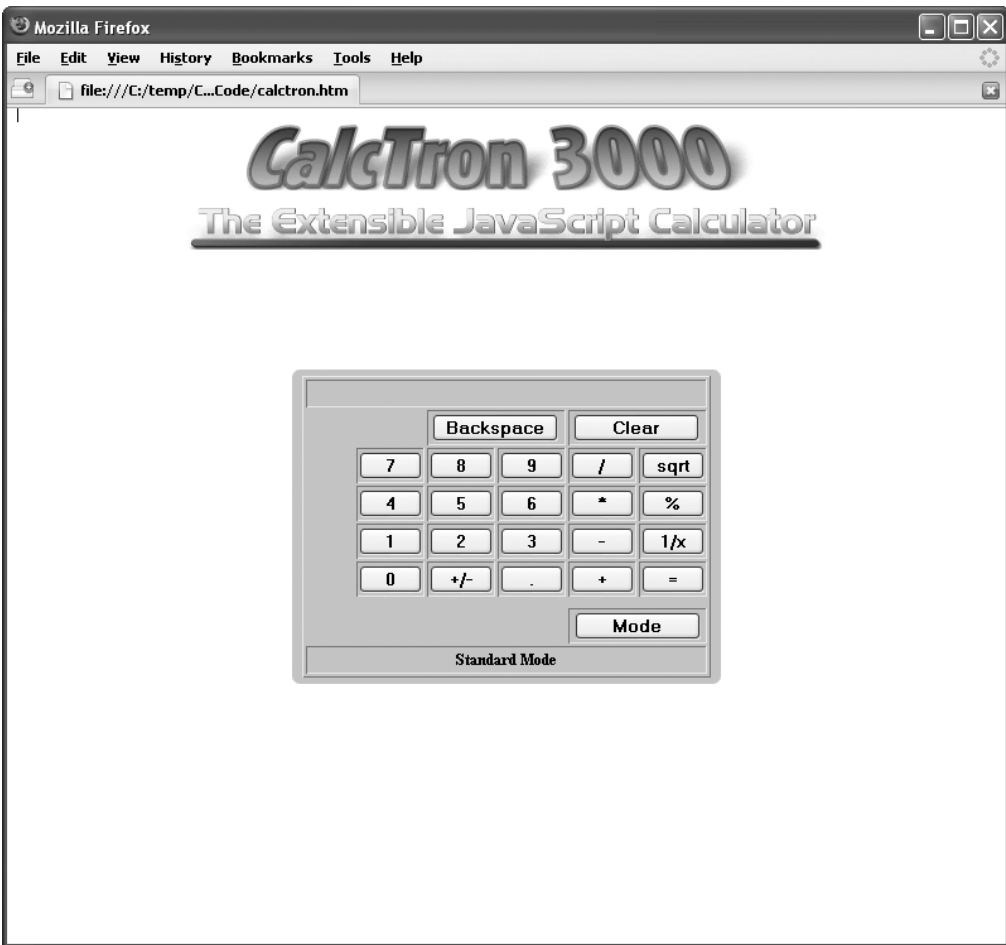 Mozilla Firefox
File Edit View History Bookmarks Tools Help
file:///C:/temp/C...Code/calctron.htm
CalcTron 3000
The Extensible JavaScript Calculator
Backspace Clear
7 8 9 / sqrt
4 5 6 * %
1 2 3 - 1/x
0 +/- . + =
Mode
Standard Mode